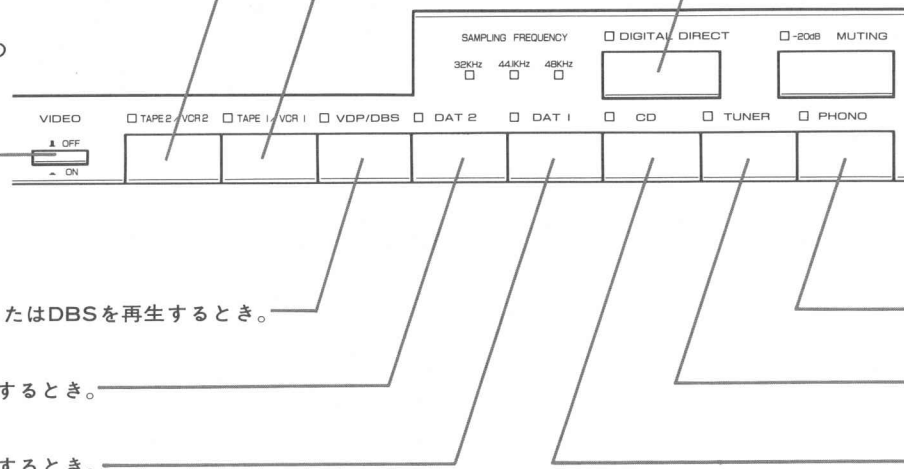 の
SAMPLING FREQUENCY
□ DIGITAL DIRECT
□ -20dB MUTING
32KHz 44.1KHz 48KHz
VIDEO
□ TAPE 2/VCR 2
□ TAPE 1/VCR 1
□ VDP/DBS
□ DAT 2
□ DAT 1
□ CD
□ TUNER
□ PHONO
OFF
ON
たはDBSを再生するとき。
するとき。
するとき。